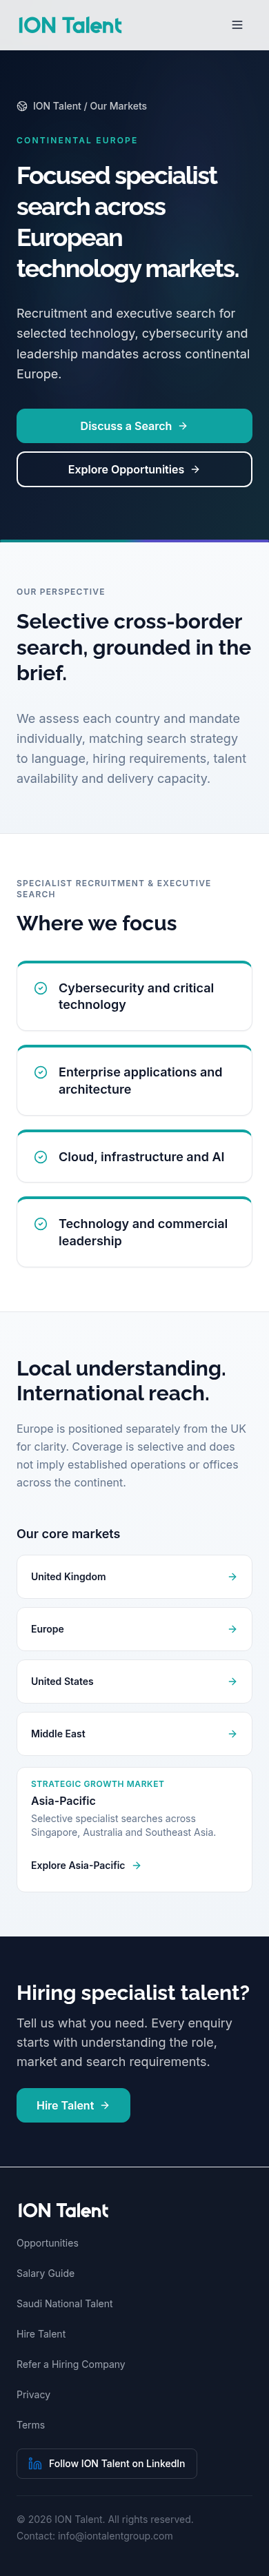 ION Talent
ION Talent / Our Markets
CONTINENTAL EUROPE
Focused specialist
search across
European
technology markets.
Recruitment and executive search for
selected technology, cybersecurity and
leadership mandates across continental
Europe.
Discuss a Search
Explore Opportunities
OUR PERSPECTIVE
Selective cross-border
search, grounded in the
brief.
We assess each country and mandate
individually, matching search strategy
to language, hiring requirements, talent
availability and delivery capacity.
SPECIALIST RECRUITMENT & EXECUTIVE
SEARCH
Where we focus
Cybersecurity and critical
technology
Enterprise applications and
architecture
Cloud, infrastructure and AI
Technology and commercial
leadership
Local understanding.
International reach.
Europe is positioned separately from the UK
for clarity. Coverage is selective and does
not imply established operations or offices
across the continent.
Our core markets
United Kingdom
Europe
United States
Middle East
STRATEGIC GROWTH MARKET
Asia-Pacific
Selective specialist searches across
Singapore, Australia and Southeast Asia.
Explore Asia-Pacific
Hiring specialist talent?
Tell us what you need. Every enquiry
starts with understanding the role,
market and search requirements.
Hire Talent
ION Talent
Opportunities
Salary Guide
Saudi National Talent
Hire Talent
Refer a Hiring Company
Privacy
Terms
Follow ION Talent on LinkedIn
© 2026 ION Talent. All rights reserved.
Contact: info@iontalentgroup.com